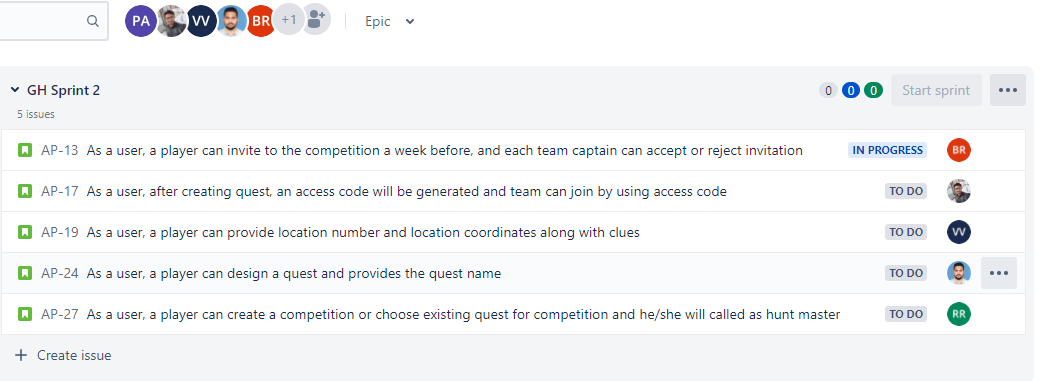 PA VV BR +1 Epic
GH Sprint 2 0 0 0 Start sprint
5 issues
AP-13 As a user, a player can invite to the competition a week before, and each team captain can accept or reject invitation IN PROGRESS BR
AP-17 As a user, after creating quest, an access code will be generated and team can join by using access code TO DO
AP-19 As a user, a player can provide location number and location coordinates along with clues TO DO VV
AP-24 As a user, a player can design a quest and provides the quest name TO DO
AP-27 As a user, a player can create a competition or choose existing quest for competition and he/she will called as hunt master TO DO RR
Create issue